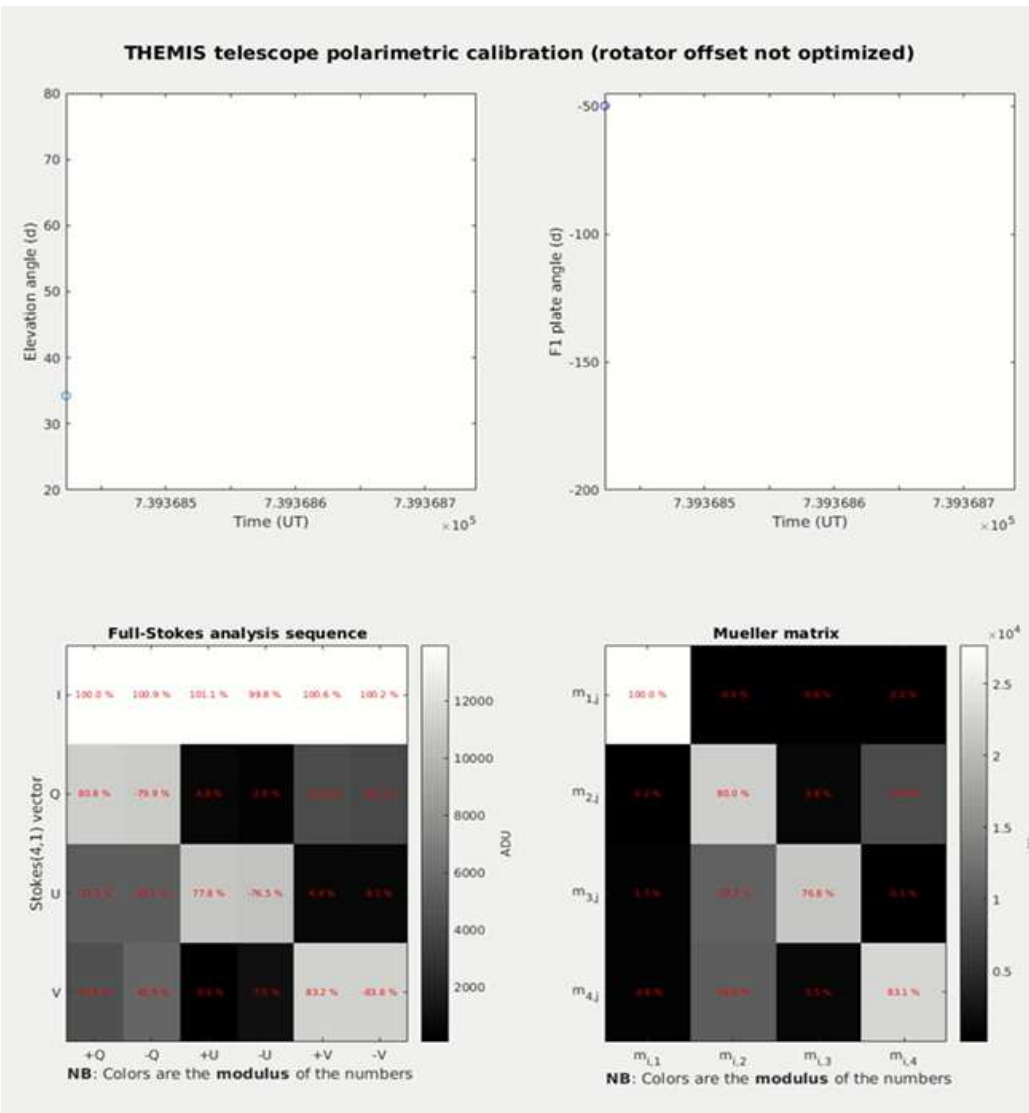 THEMIS telescope polarimetric calibration (rotator offset not optimized)
80
70
60
50
40
30
20
Elevation angle (d)
7.393685 7.393686 7.393687
Time (UT)
×10⁵
-50
-100
-150
-200
F1 plate angle (d)
7.393685 7.393686 7.393687
Time (UT)
×10⁵
Full-Stokes analysis sequence
Stokes(4,1) vector
I 100.0 % 100.9 % 101.1 % 99.8 % 100.6 % 100.2 %
Q 80.8 % -79.9 %
U 77.8 % -76.5 %
V 83.2 % -83.8 %
+Q -Q +U -U +V -V
12000
10000
8000
6000
4000
2000
ADU
NB: Colors are the modulus of the numbers
Mueller matrix
×10⁴
m1,j 100.0 %
m2,j 80.0 %
m3,j 76.8 %
m4,j 83.1 %
mi,1 mi,2 mi,3 mi,4
2.5
2
1.5
1
0.5
NB: Colors are the modulus of the numbers